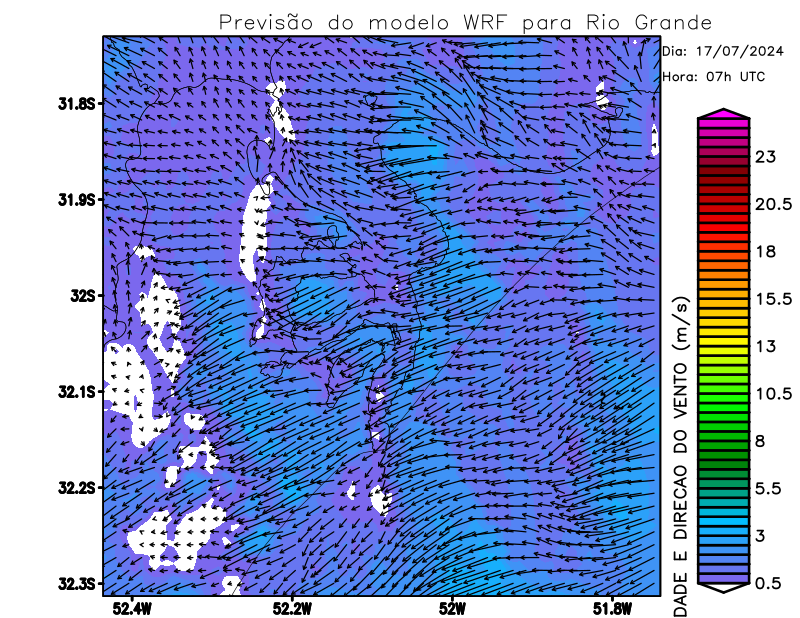 Previsão do modelo WRF para Rio Grande
Dia: 17/07/2024
Hora: 07h UTC
31.8S
31.9S
32S
32.1S
32.2S
32.3S
52.4W
52.2W
52W
51.8W
23
20.5
18
15.5
13
10.5
8
5.5
3
0.5
DADE E DIRECAO DO VENTO (m/s)